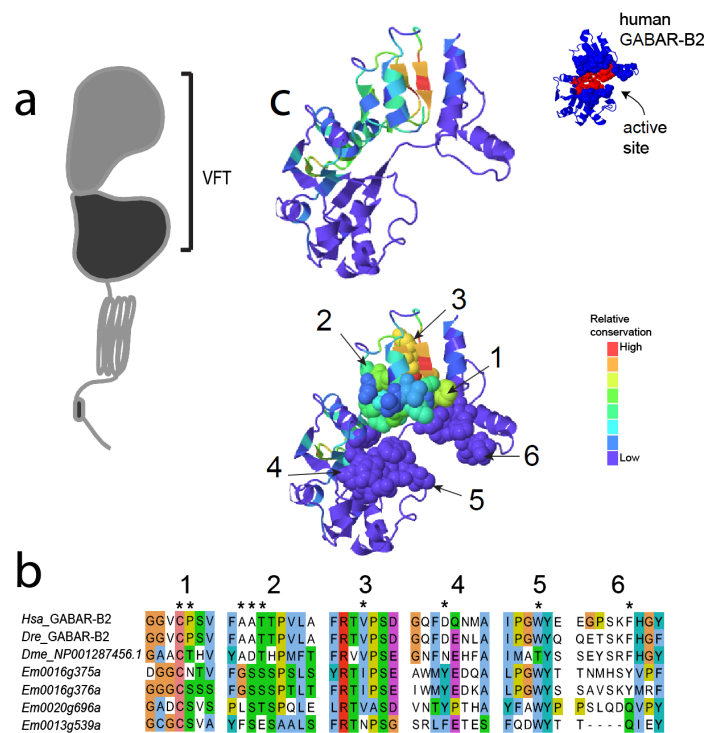 a
VFT
c
human
GABAR-B2
active
site
2
3
1
4
5
6
Relative
conservation
High
Low
b
1 2 3 4 5 6
** *** * * * *
Hsa_GABAR-B2 GGVCPSV FAATTPVLA FRTVPSD GQFDQNMA IPGWYE EGPSKFHGY
Dre_GABAR-B2 GGVCPSV FAATTPVLA FRTVPSD GQFDENLA IPGWYQ QETSKFHGF
Dme_NP001287456.1 GAACTHV YADTHPMFT FRVVPSE GNFNEHFA IMATYS SEYSRFHGY
Em0016g375a DGGCNTV FGSSSPTLT FRTIPSE AWMYEDQA LPGWYT TNMHSYVPF
Em0016g376a GGGCSSS FGSSSPSLT FRTIPSE IWMYEDKA LPGWYS SAVSKYMRF
Em0020g696a GADCSVS PLSTSPQLE LRTVASD VNTYPTHA YFAWYP PSLQDQVPY
Em0013g539a GCGCSVA YFSESAALS FRTNPDG SRLFETES FQDWYT ----QIEY